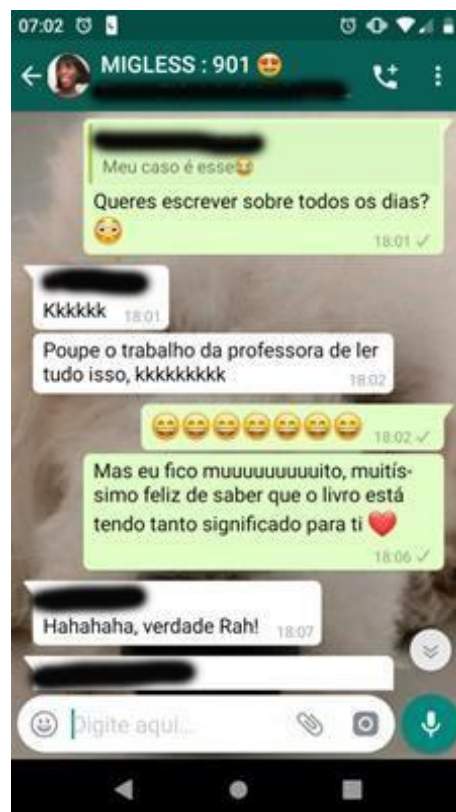 07:02
MIGLESS : 901 😍
Meu caso é esse😂
Queres escrever sobre todos os dias?
😳
18:01
Kkkkkk 18:01
Poupe o trabalho da professora de ler
tudo isso, kkkkkkkkk
18:02
😄😄😄😄😄😄😄 18:02
Mas eu fico muuuuuuuuuito, muitís-
simo feliz de saber que o livro está
tendo tanto significado para ti ❤️
18:06
Hahahaha, verdade Rah! 18:07
Digite aqui...